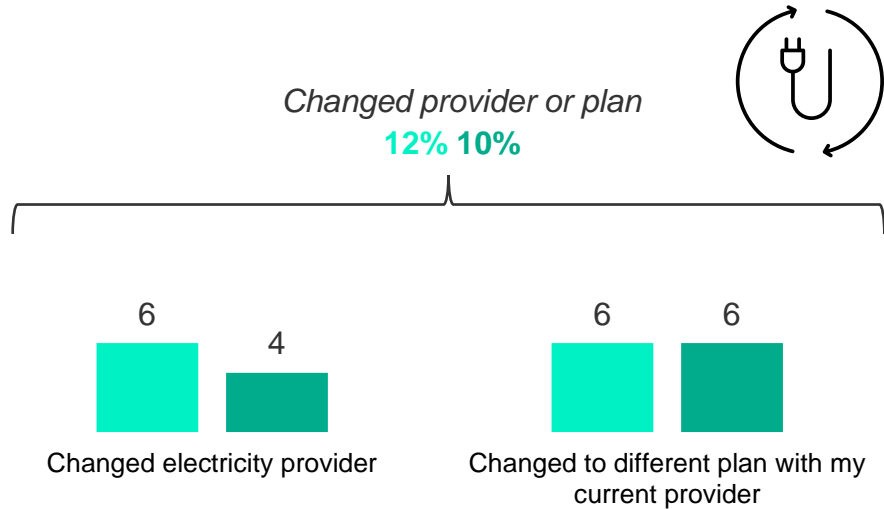 Changed provider or plan
12% 10%
6
4
6
6
Changed electricity provider
Changed to different plan with my
current provider